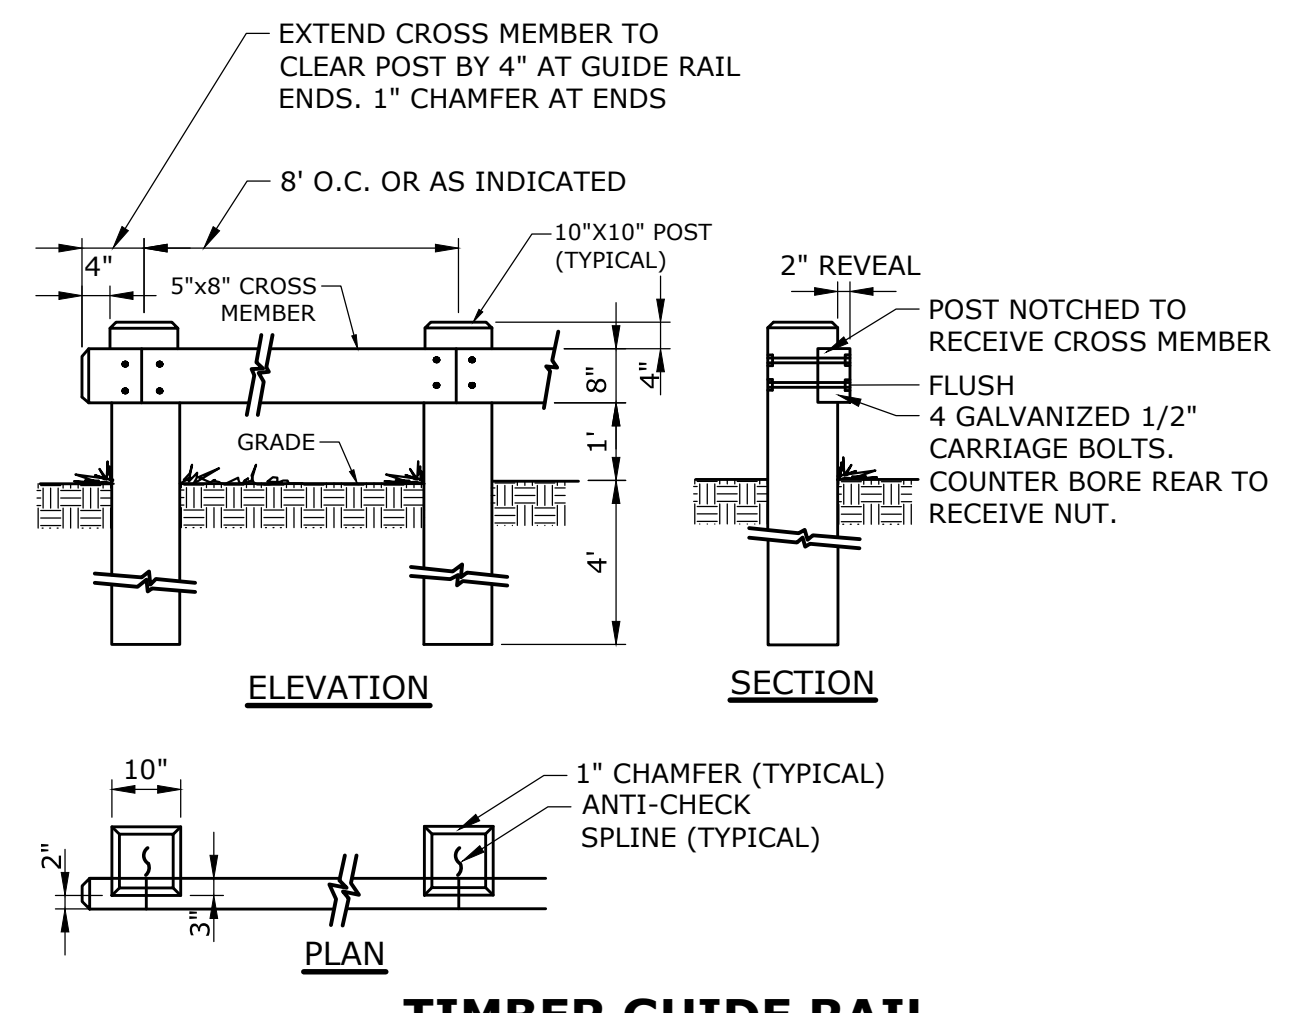 EXTEND CROSS MEMBER TO
CLEAR POST BY 4" AT GUIDE RAIL
ENDS. 1" CHAMFER AT ENDS
8' O.C. OR AS INDICATED
10"X10" POST
(TYPICAL)
4"
5"x8" CROSS
MEMBER
2" REVEAL
POST NOTCHED TO
RECEIVE CROSS MEMBER
8"
4"
FLUSH
4 GALVANIZED 1/2"
CARRIAGE BOLTS.
COUNTER BORE REAR TO
RECEIVE NUT.
GRADE
1'
4'
ELEVATION
SECTION
10"
1" CHAMFER (TYPICAL)
ANTI-CHECK
SPLINE (TYPICAL)
2"
3"
PLAN
TIMBER GUIDE RAIL